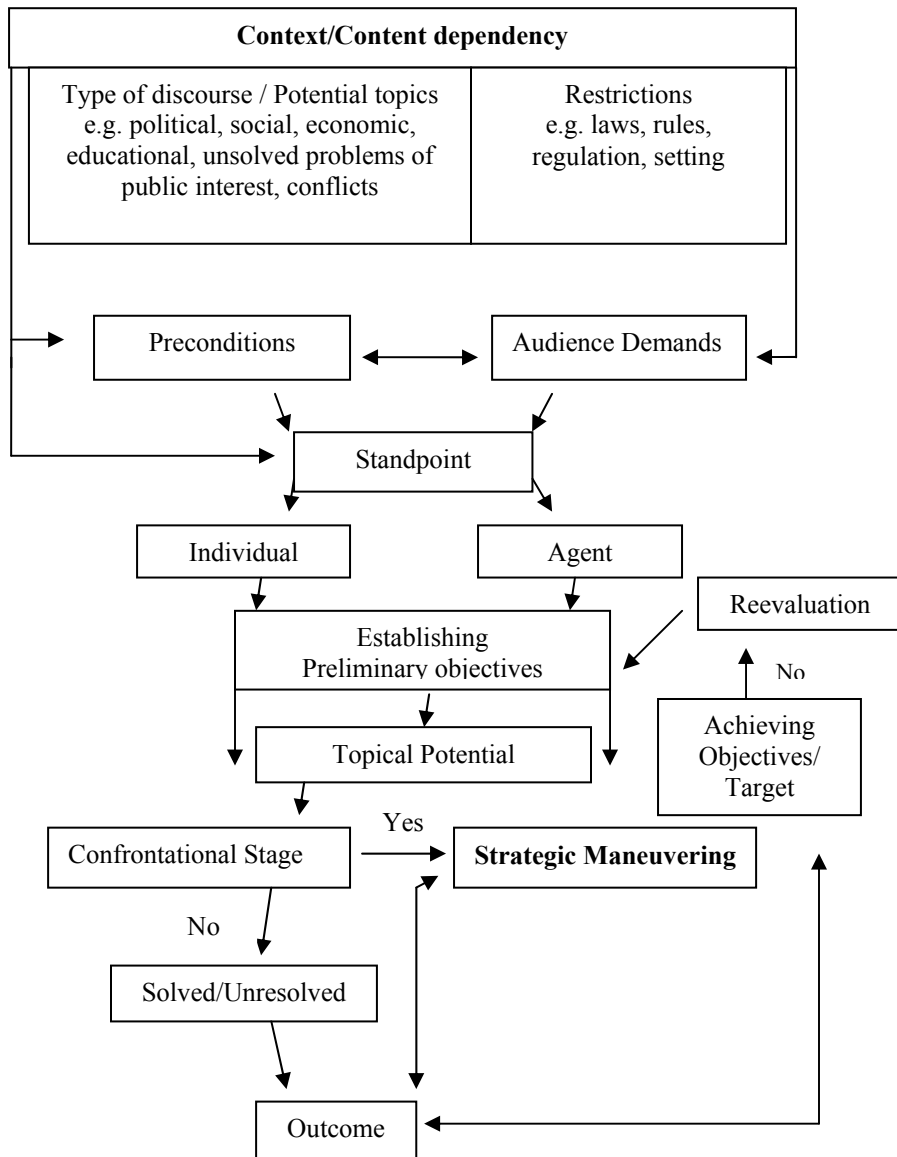 Context/Content dependency
Type of discourse / Potential topics
e.g. political, social, economic,
educational, unsolved problems of
public interest, conflicts
Restrictions
e.g. laws, rules,
regulation, setting
Preconditions
Audience Demands
Standpoint
Individual
Agent
Reevaluation
Establishing
Preliminary objectives
No
Achieving
Objectives/
Target
Topical Potential
Yes
Confrontational Stage
Strategic Maneuvering
No
Solved/Unresolved
Outcome